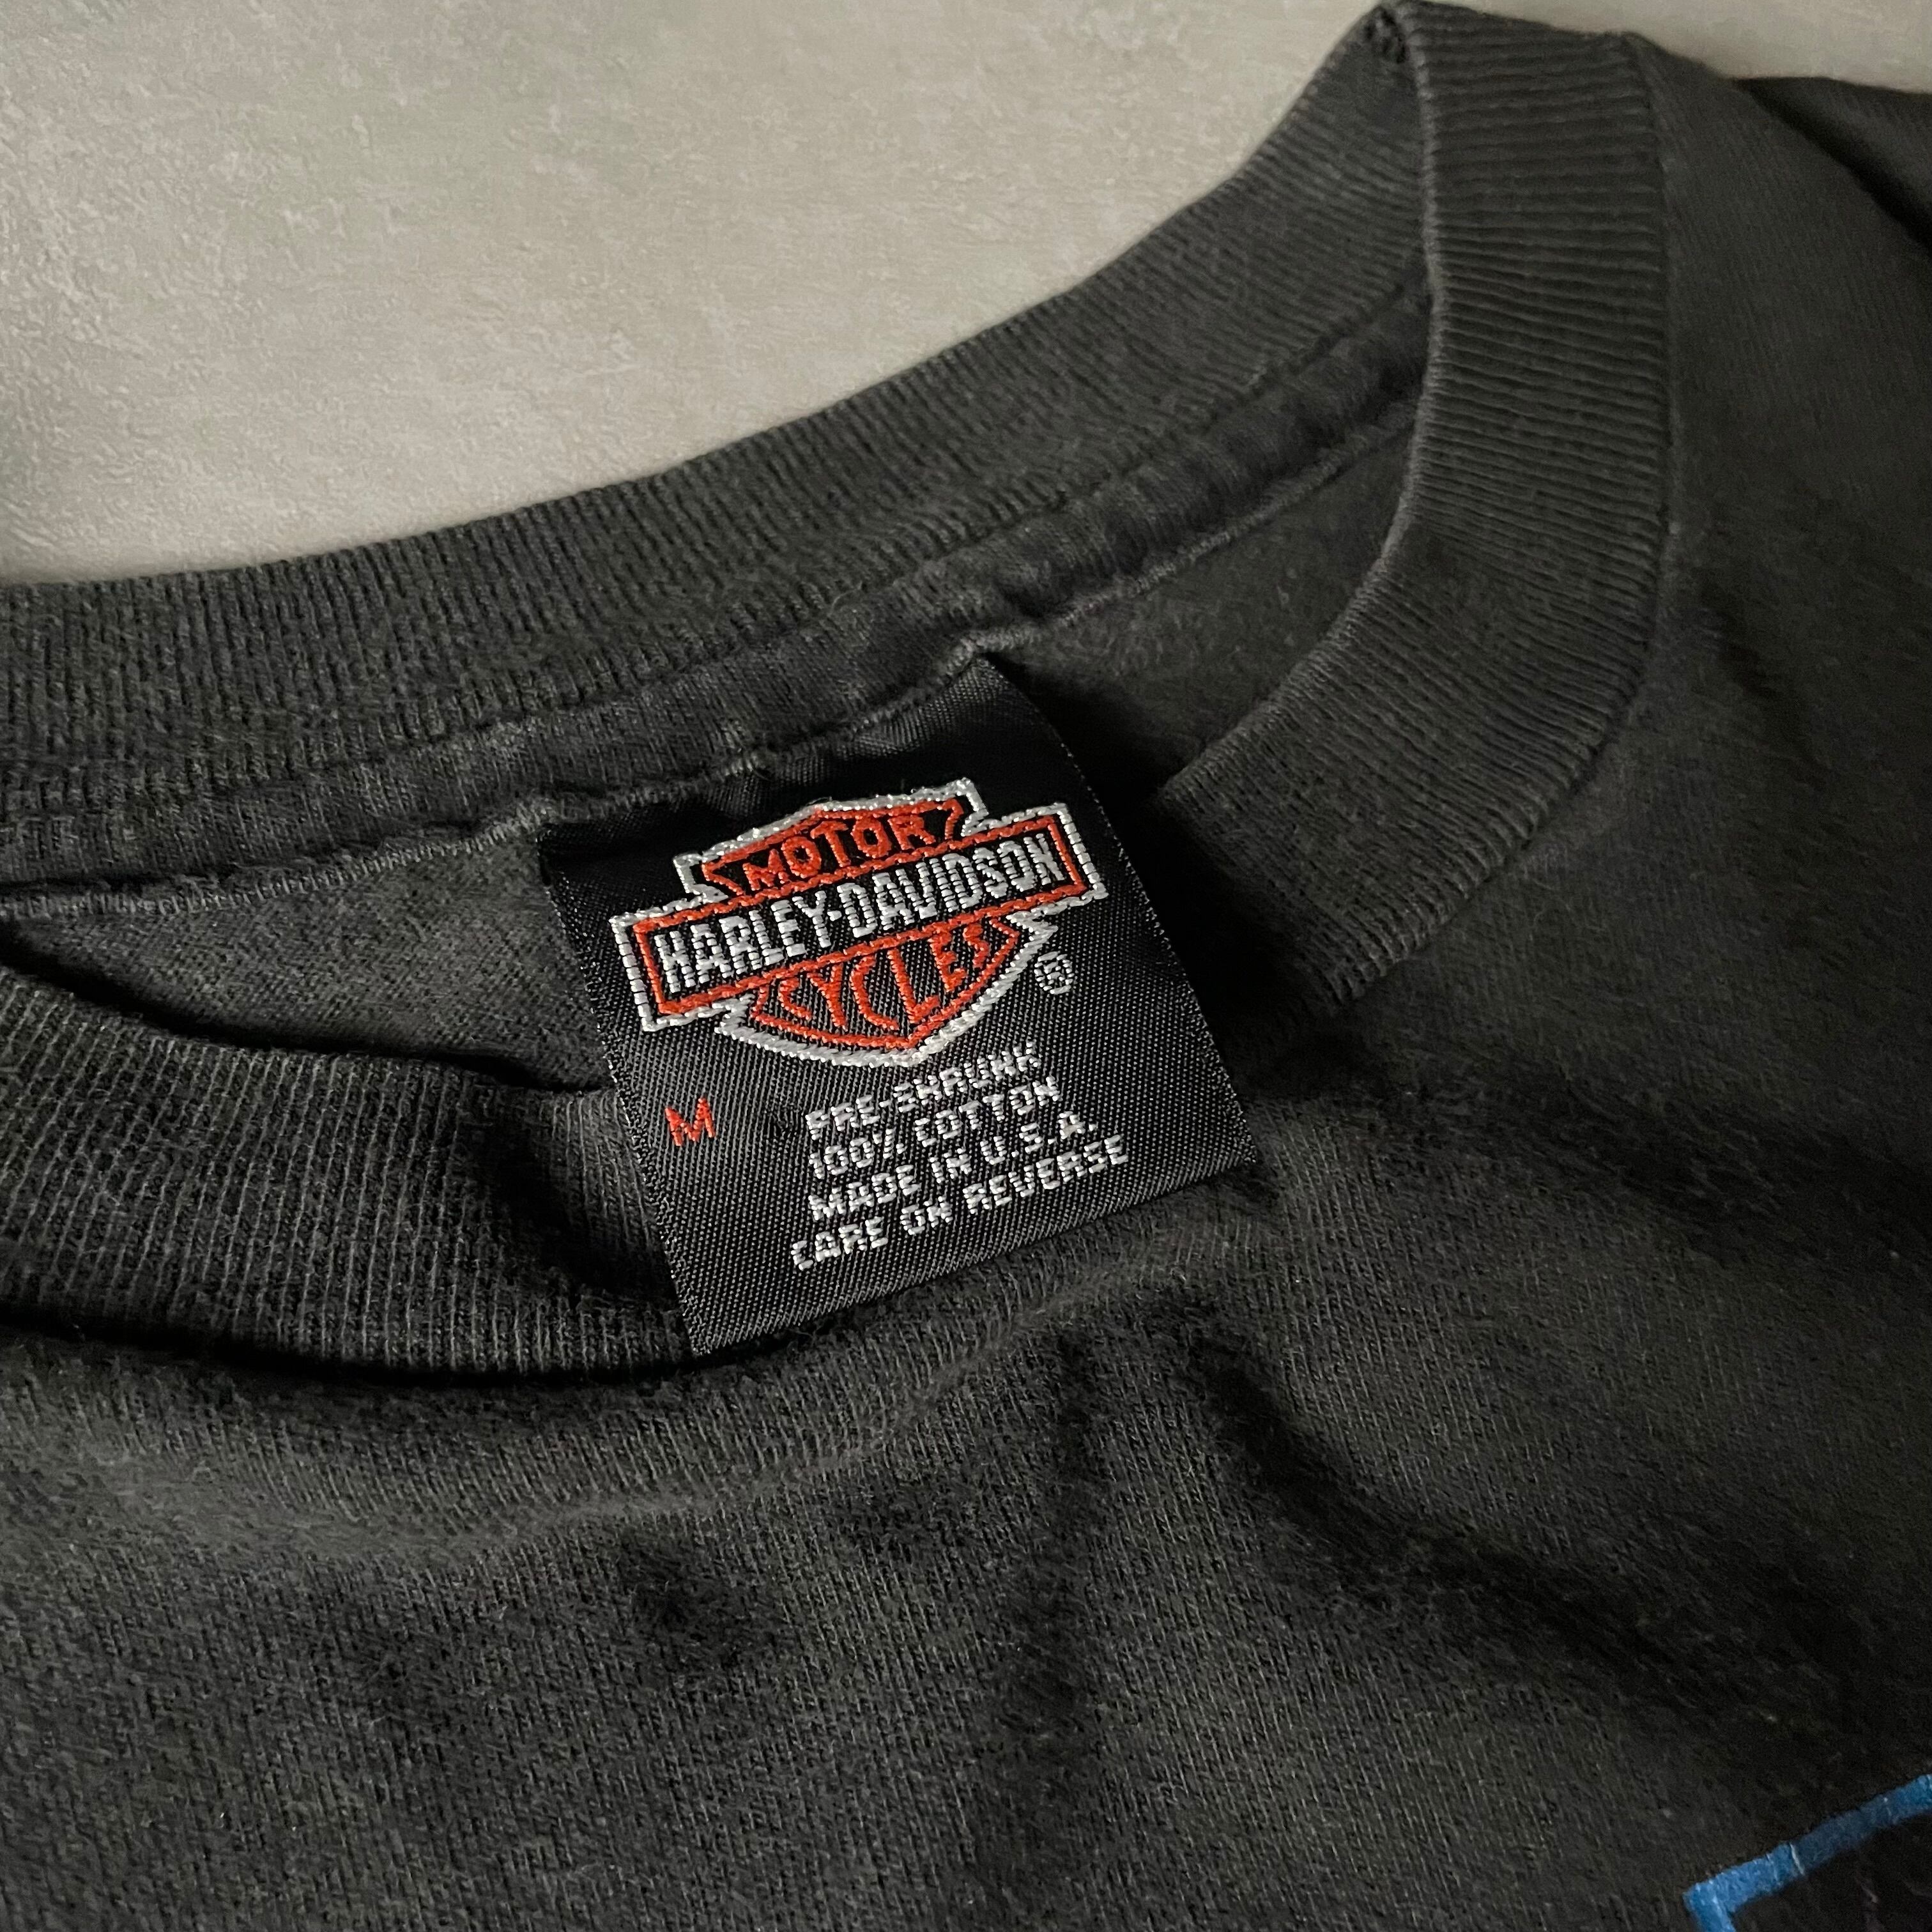 MOTOR
HARLEY-DAVIDSON
CYCLES
®
M
PRE-SHRUNK
100% COTTON
MADE IN U.S.A.
CARE ON REVERSE